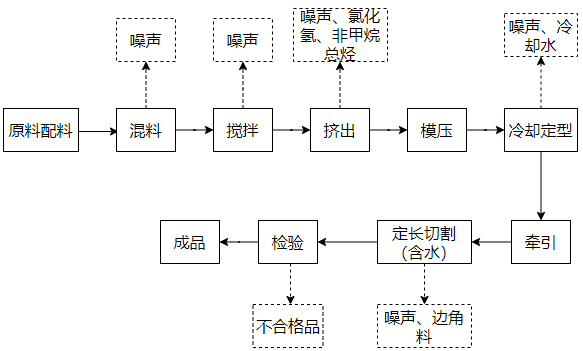 噪声
噪声
噪声、氯化
氢、非甲烷
总烃
噪声、冷
却水
原料配料
混料
搅拌
挤出
模压
冷却定型
成品
检验
定长切割
（含水）
牵引
不合格品
噪声、边角
料